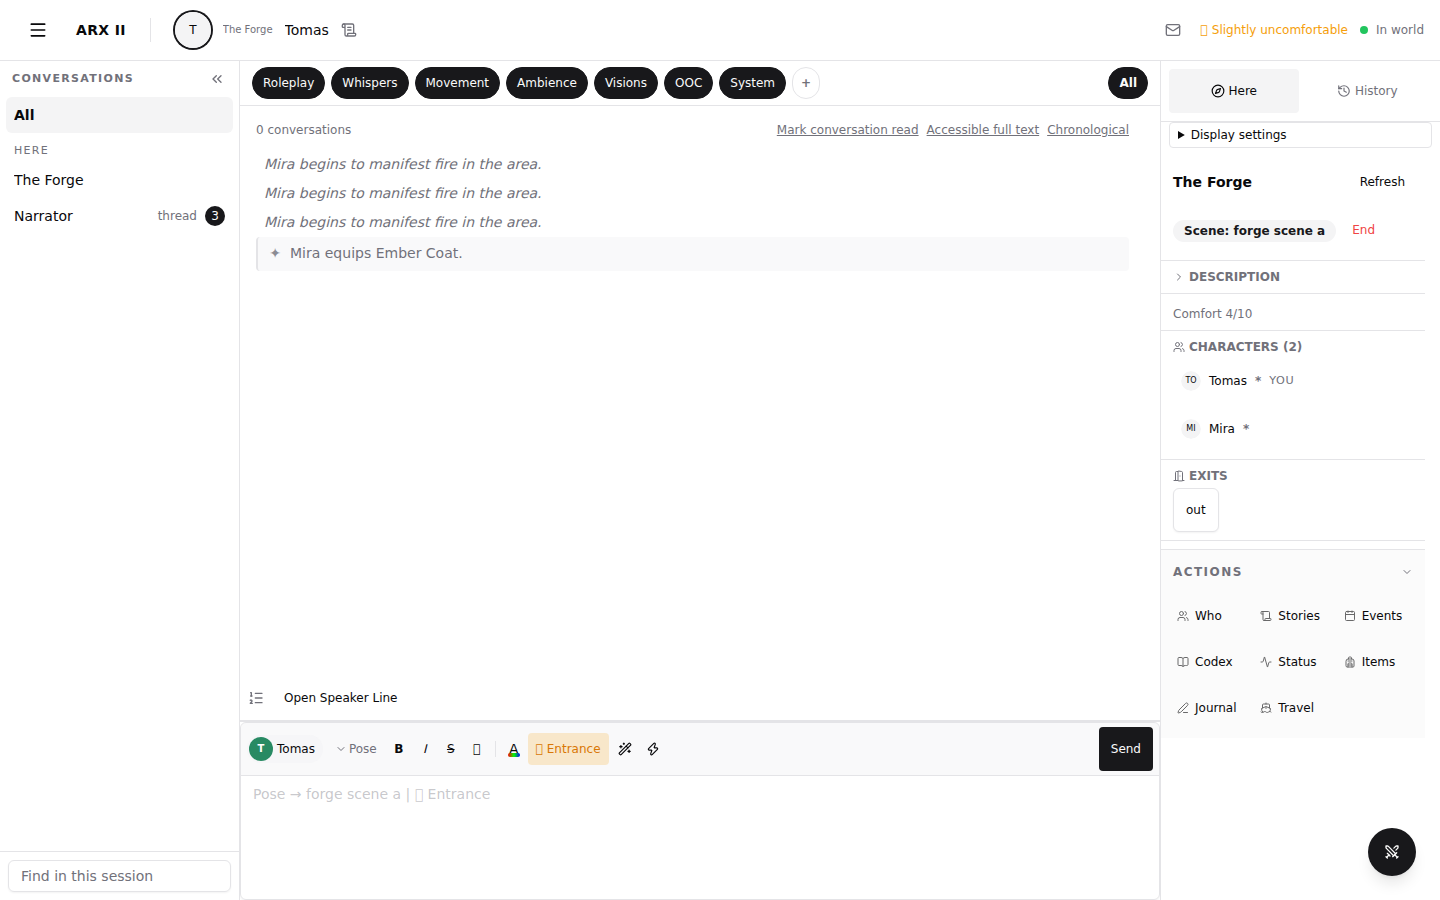 ARX II
T
The Forge
Tomas
Slightly uncomfortable
In world
CONVERSATIONS
All
HERE
The Forge
Narrator
thread
3
Find in this session
Roleplay
Whispers
Movement
Ambience
Visions
OOC
System
+
All
0 conversations
Mark conversation read
Accessible full text
Chronological
Mira begins to manifest fire in the area.
Mira begins to manifest fire in the area.
Mira begins to manifest fire in the area.
✦ Mira equips Ember Coat.
Open Speaker Line
T
Tomas
Pose
B
I
S
A
Entrance
Send
Pose → forge scene a | Entrance
Here
History
Display settings
The Forge
Refresh
Scene: forge scene a
End
DESCRIPTION
Comfort 4/10
CHARACTERS (2)
TO
Tomas * YOU
MI
Mira *
EXITS
out
ACTIONS
Who
Stories
Events
Codex
Status
Items
Journal
Travel